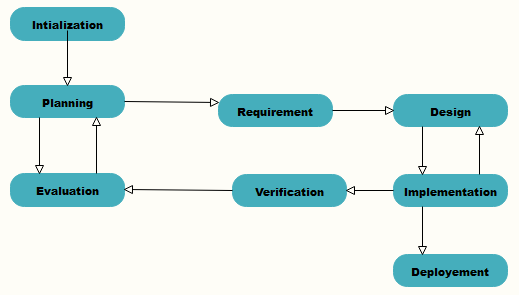 Intialization
Planning
Requirement
Design
Evaluation
Verification
Implementation
Deployement